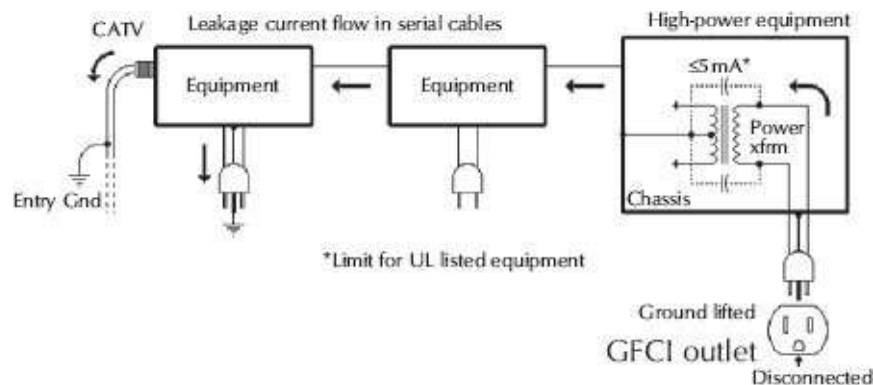 CATV
Leakage current flow in serial cables
High-power equipment
Equipment
Equipment
≤5 mA*
Power
xfrm
Chassis
Entry Gnd
*Limit for UL listed equipment
Ground lifted
GFCI outlet
Disconnected